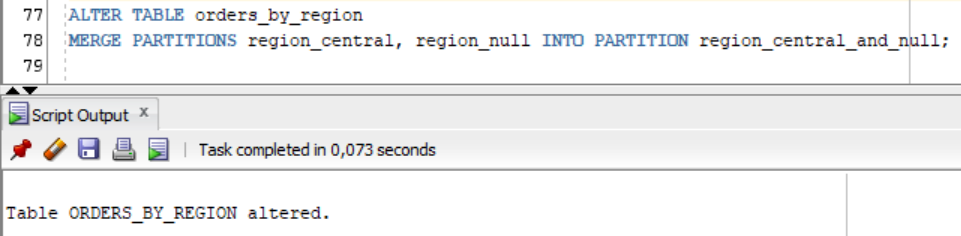 77 ALTER TABLE orders_by_region
78 MERGE PARTITIONS region_central, region_null INTO PARTITION region_central_and_null;
79
Script Output x
Task completed in 0,073 seconds
Table ORDERS_BY_REGION altered.